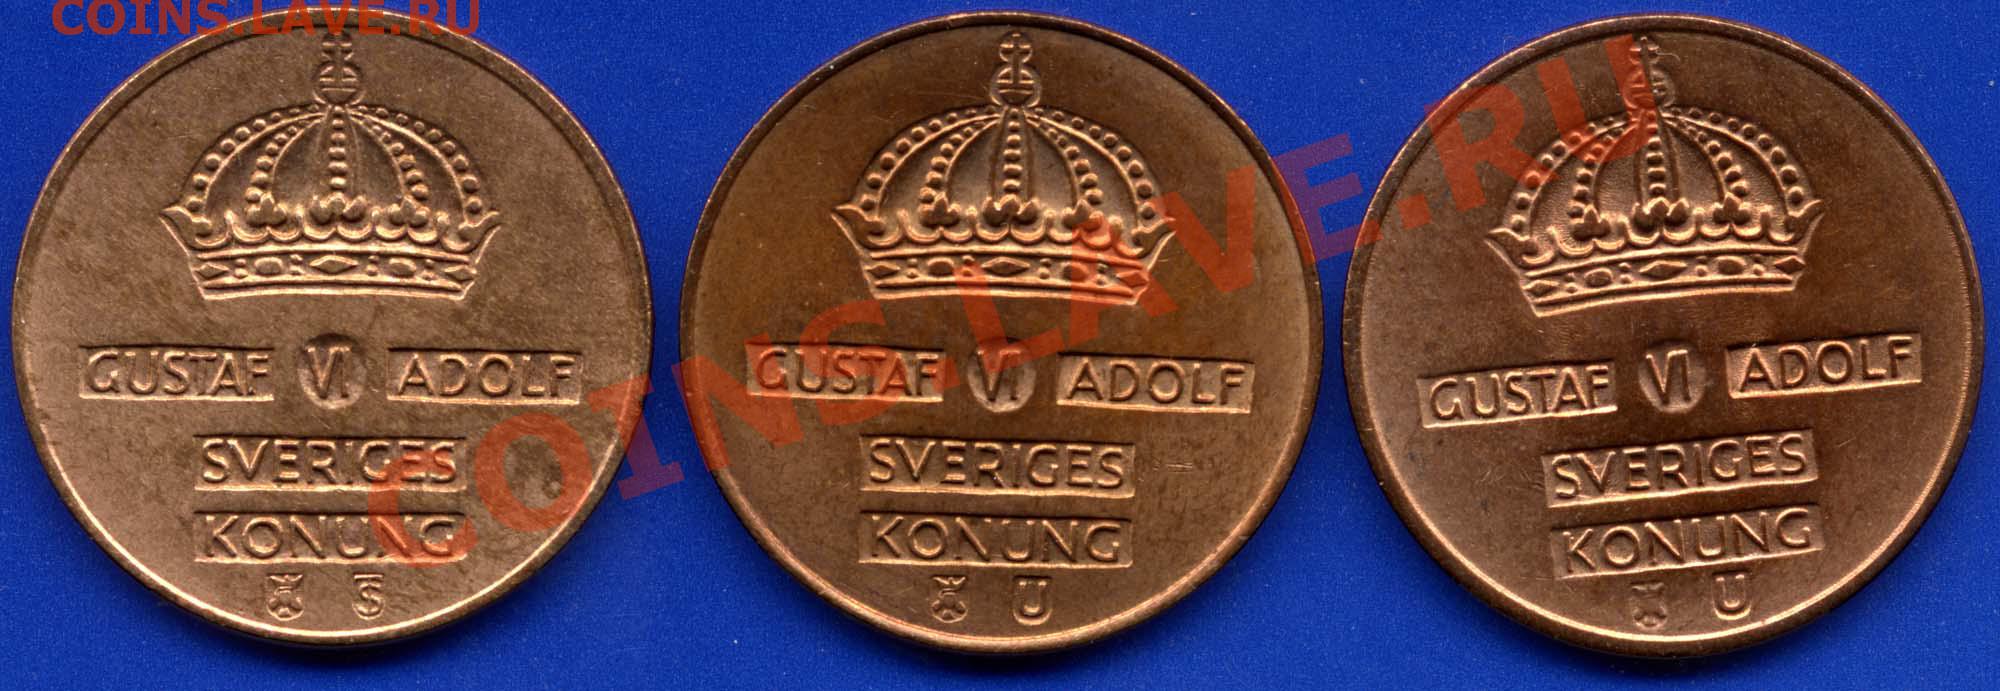 COINS.LAVE.RU
COINS.LAVE.RU
GUSTAF VI ADOLF
SVERIGES
KONUNG
TS
GUSTAF VI ADOLF
SVERIGES
KONUNG
U
GUSTAF VI ADOLF
SVERIGES
KONUNG
U